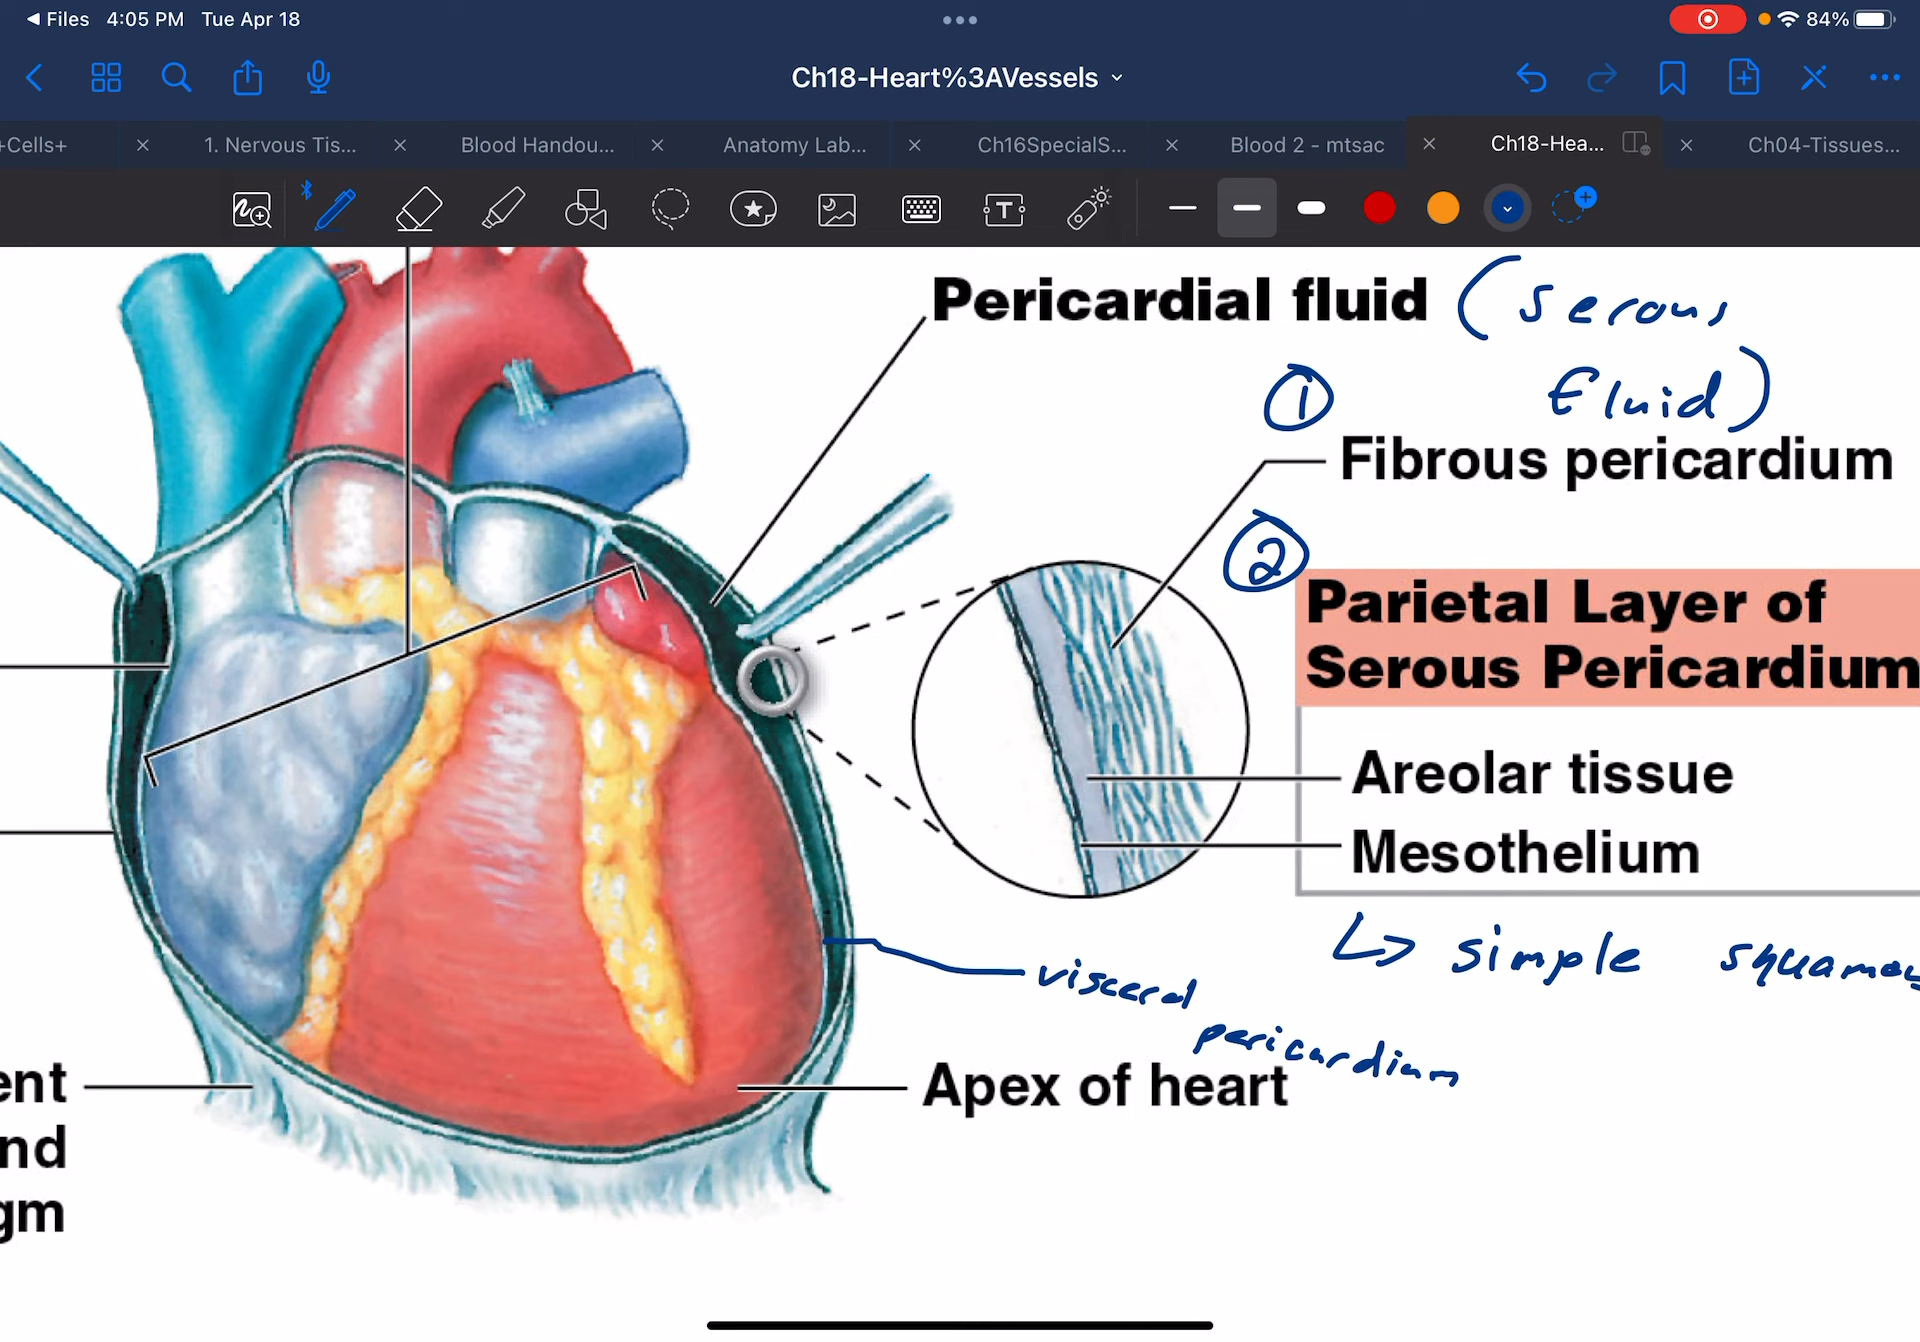 Files 4:05 PM Tue Apr 18
84%
Ch18-Heart%3AVessels
+Cells+
1. Nervous Tis...
Blood Handou...
Anatomy Lab...
Ch16SpecialS...
Blood 2 - mtsac
Ch18-Hea...
Ch04-Tissues...
T
Pericardial fluid (serous
fluid)
1
Fibrous pericardium
2
Parietal Layer of
Serous Pericardium
Areolar tissue
Mesothelium
↳ simple squamous
visceral
pericardium
Apex of heart
ent
nd
gm